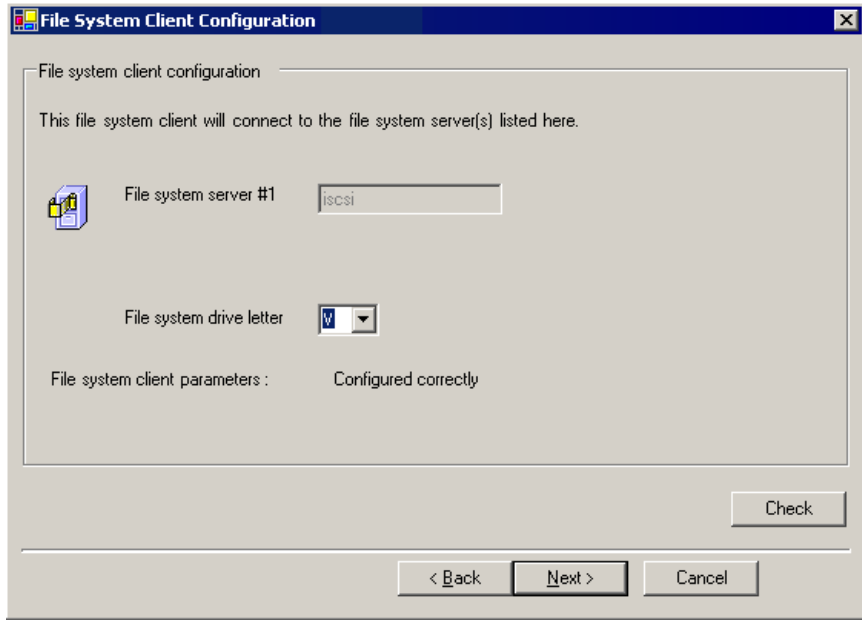 File System Client Configuration
File system client configuration
This file system client will connect to the file system server(s) listed here.
File system server #1
iscsi
File system drive letter
V
File system client parameters :
Configured correctly
Check
< Back
Next >
Cancel